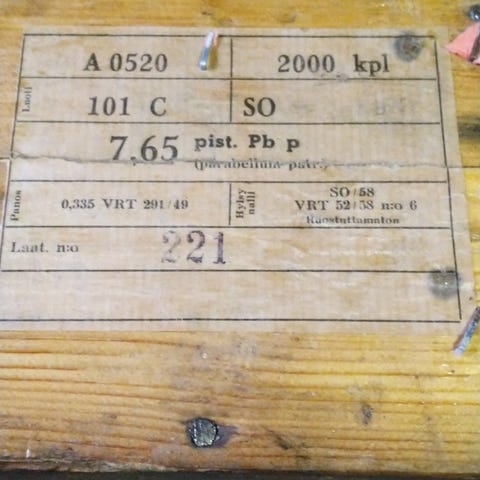 A 0520 2000 kpl
Luoti 101 C SO
7,65 pist. Pb p
(parabellum patr.)
Panos 0,335 VRT 291/49 Hylsy nalli SO/58
VRT 52/58 n:o 6
Ruostuttamaton
Laat. n:o 221